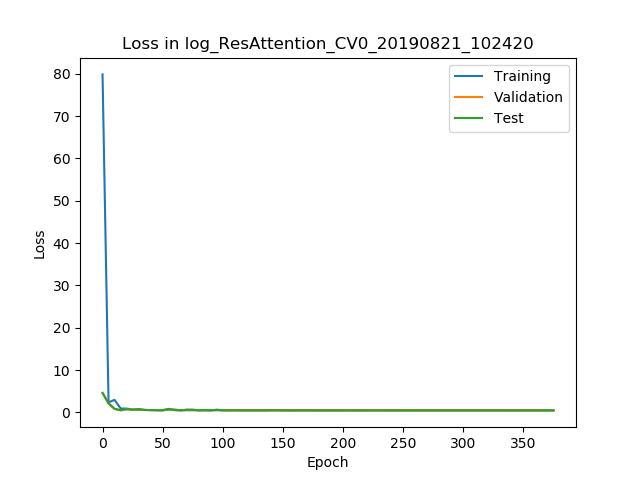 Loss in log_ResAttention_CV0_20190821_102420
80
70
60
50
40
30
20
10
0
Loss
Training
Validation
Test
0 50 100 150 200 250 300 350
Epoch